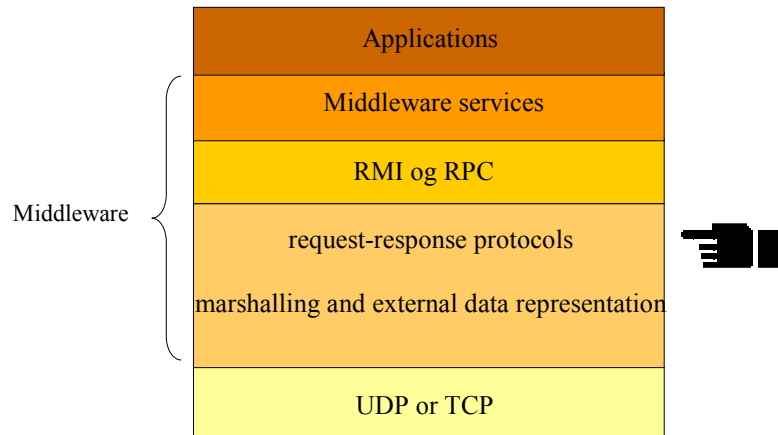 Applications
Middleware services
RMI og RPC
Middleware
request-response protocols
marshalling and external data representation
UDP or TCP